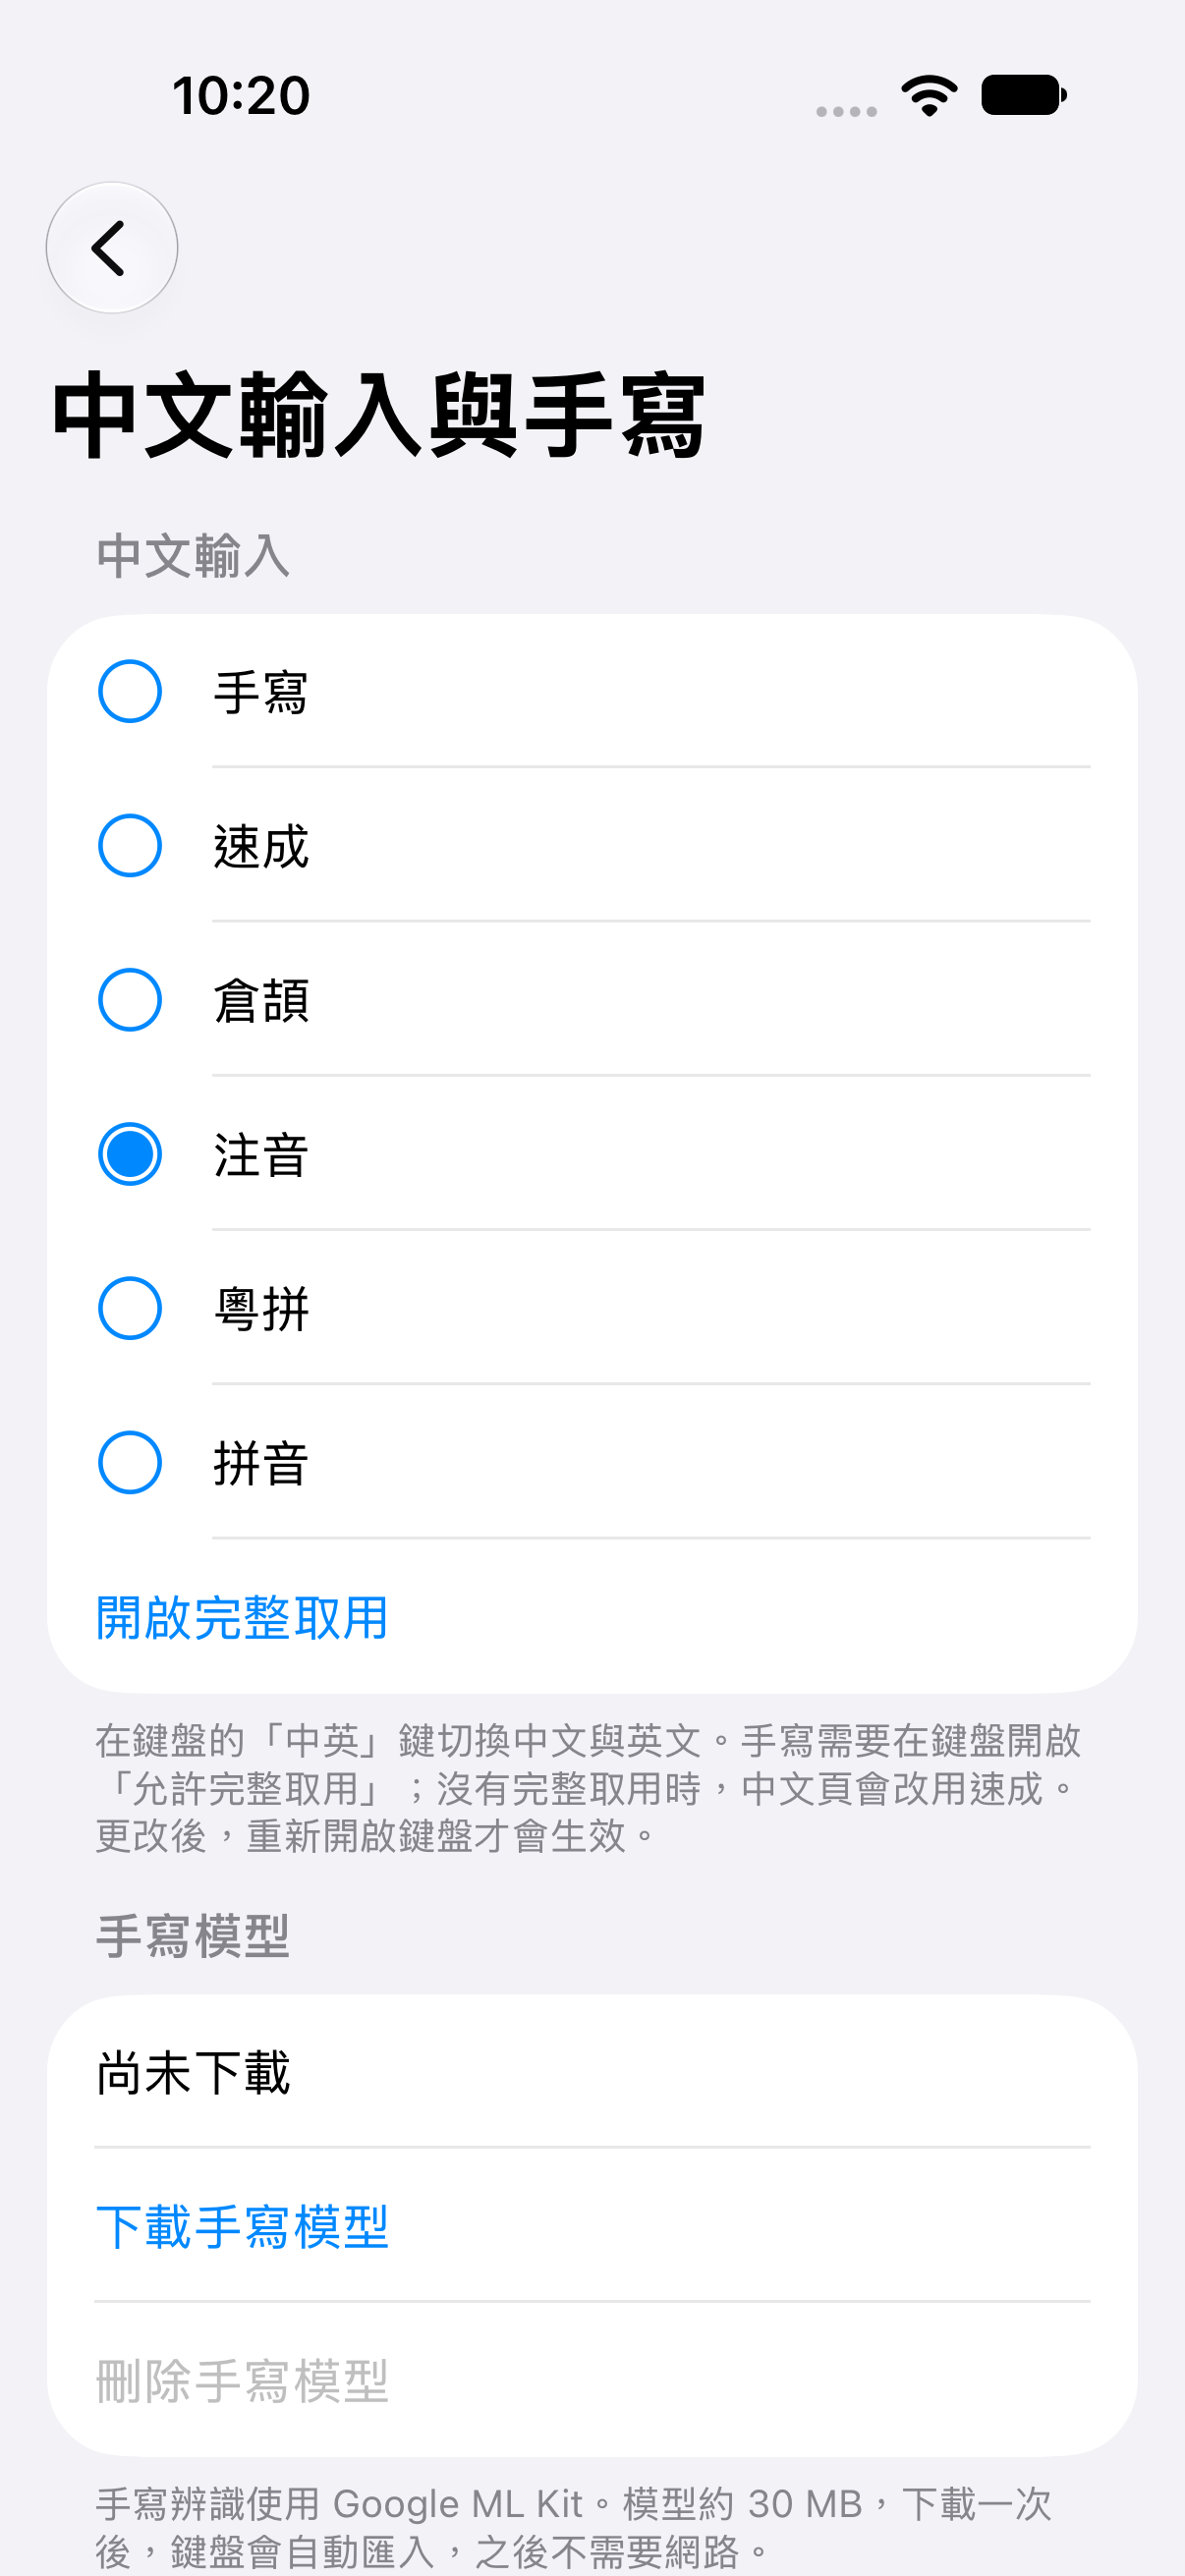 10:20
中文輸入與手寫
中文輸入
手寫
速成
倉頡
注音
粵拼
拼音
開啟完整取用
在鍵盤的「中英」鍵切換中文與英文。手寫需要在鍵盤開啟
「允許完整取用」；沒有完整取用時，中文頁會改用速成。
更改後，重新開啟鍵盤才會生效。
手寫模型
尚未下載
下載手寫模型
刪除手寫模型
手寫辨識使用 Google ML Kit。模型約 30 MB，下載一次
後，鍵盤會自動匯入，之後不需要網路。